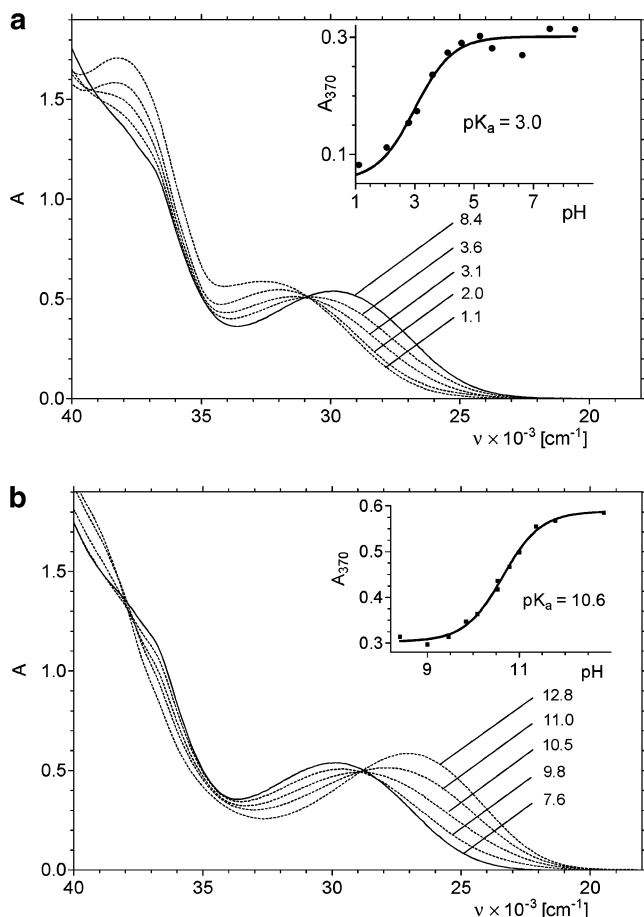 a
0.3
A₃₇₀
0.1
pKₐ = 3.0
1 3 5 7
pH
1.5
A
1.0
0.5
0.0
8.4
3.6
3.1
2.0
1.1
40 35 30 25 20
ν × 10⁻³ [cm⁻¹]
b
0.6
0.5
A₃₇₀
0.4
0.3
pKₐ = 10.6
9 11 pH
1.5
A
1.0
0.5
0.0
12.8
11.0
10.5
9.8
7.6
40 35 30 25 20
ν × 10⁻³ [cm⁻¹]